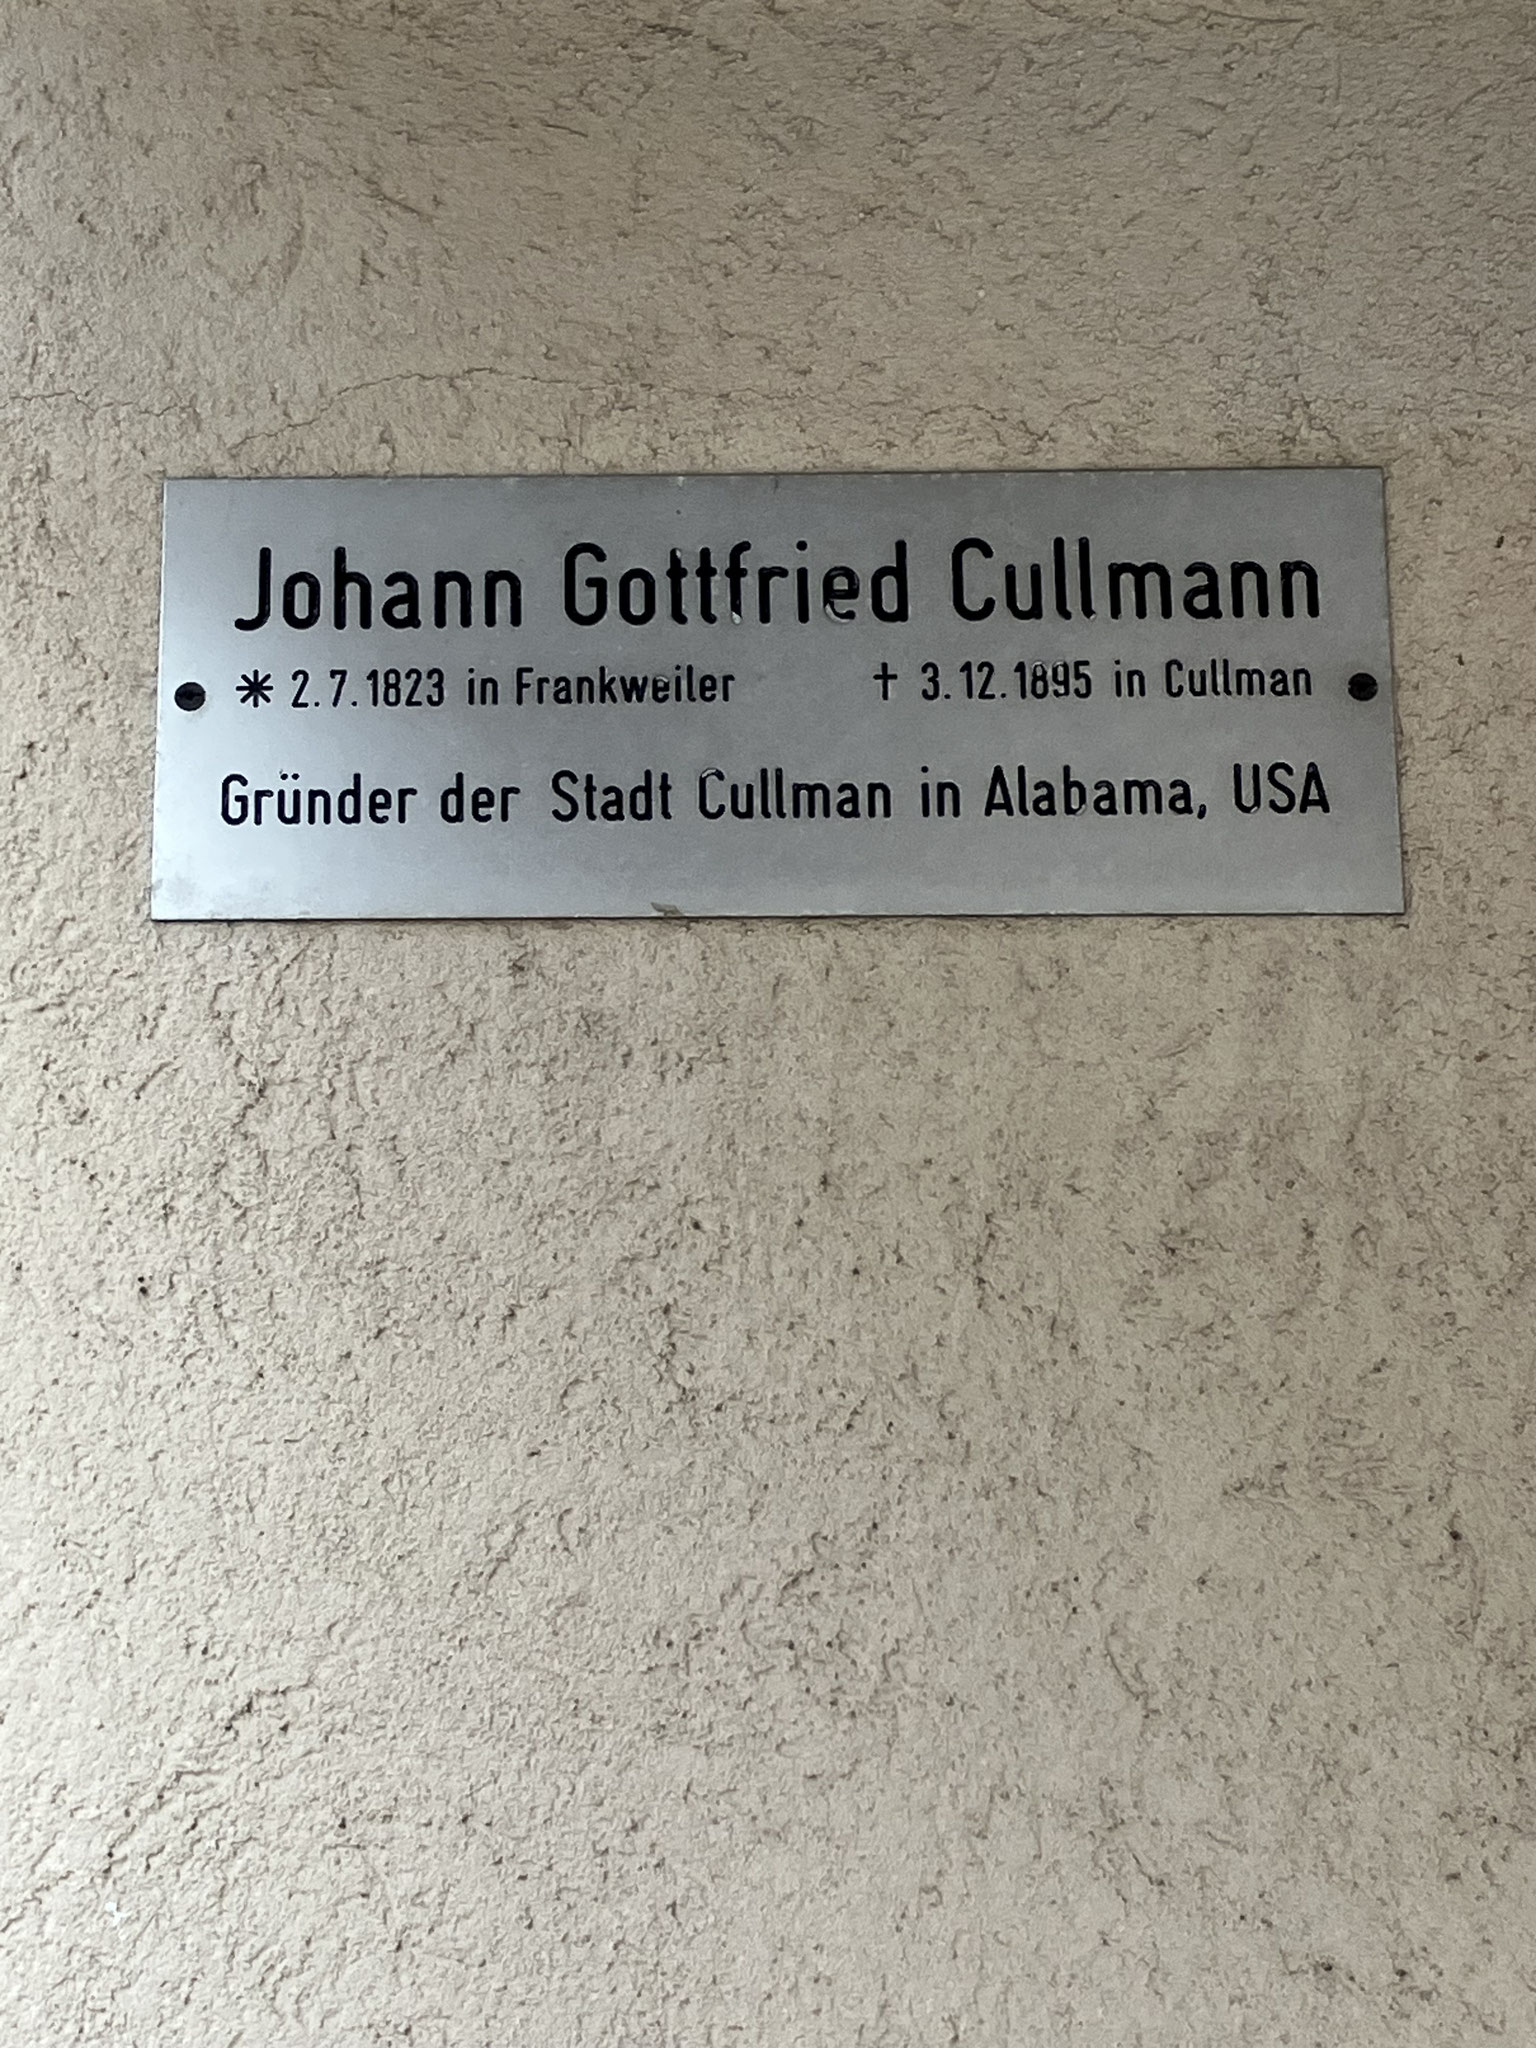 Johann Gottfried Cullmann
* 2.7.1823 in Frankweiler † 3.12.1895 in Cullman
Gründer der Stadt Cullman in Alabama, USA